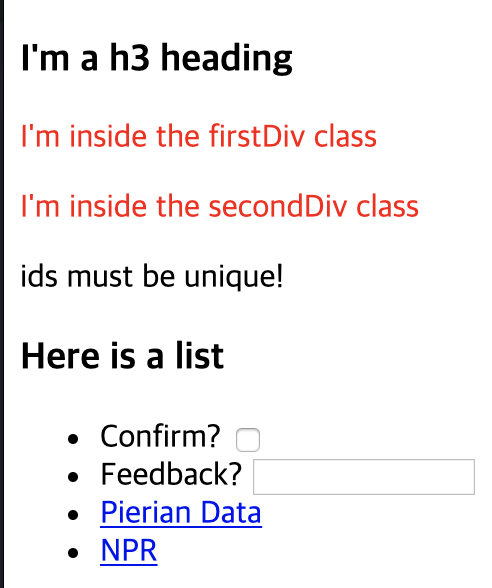 I'm a h3 heading
I'm inside the firstDiv class
I'm inside the secondDiv class
ids must be unique!
Here is a list
Confirm?
Feedback?
Pierian Data
NPR